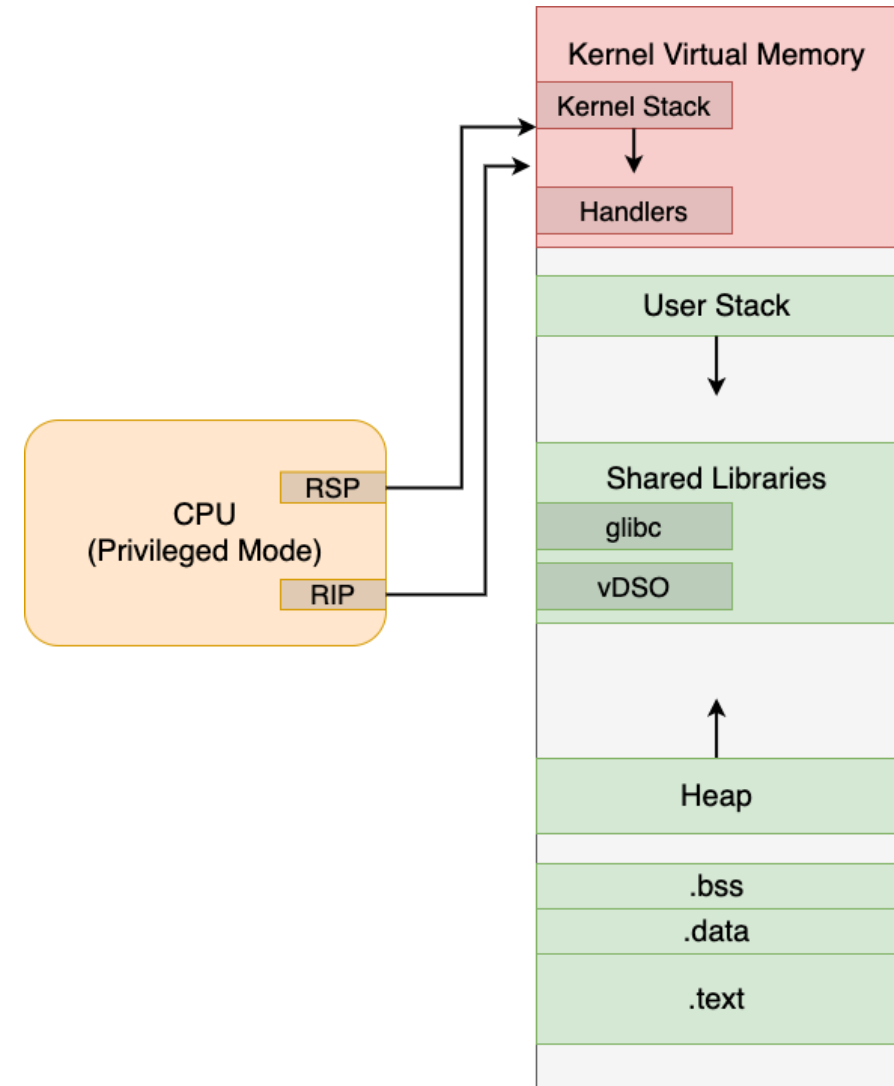 Kernel Virtual Memory
Kernel Stack
Handlers
User Stack
CPU
(Privileged Mode)
RSP
RIP
Shared Libraries
glibc
vDSO
Heap
.bss
.data
.text